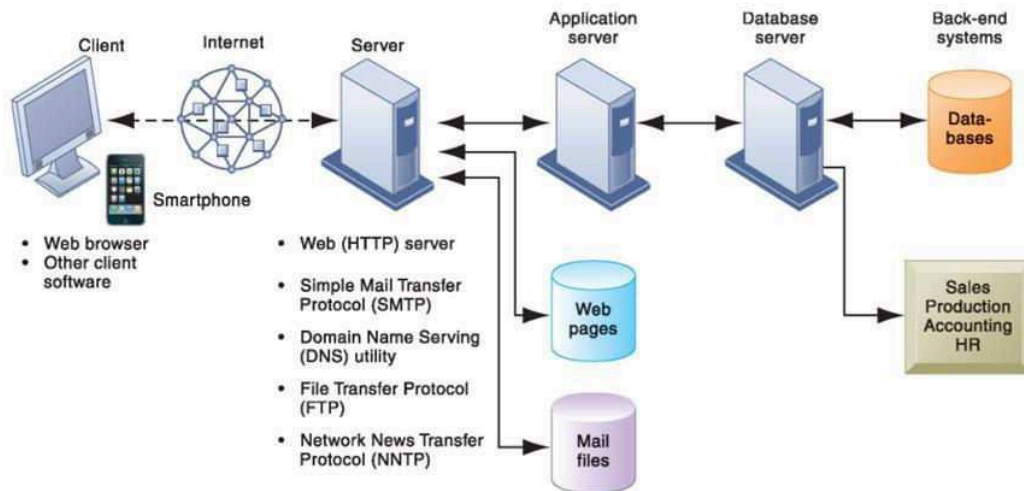 Client
Internet
Server
Application
server
Database
server
Back-end
systems
Data-
bases
Smartphone
• Web browser
• Other client
software
• Web (HTTP) server
• Simple Mail Transfer
Protocol (SMTP)
• Domain Name Serving
(DNS) utility
• File Transfer Protocol
(FTP)
• Network News Transfer
Protocol (NNTP)
Web
pages
Mail
files
Sales
Production
Accounting
HR